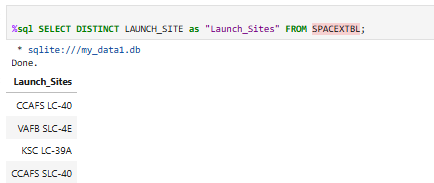 %sql SELECT DISTINCT LAUNCH_SITE as "Launch_Sites" FROM SPACEXTBL;
* sqlite:///my_data1.db
Done.
Launch_Sites
CCAFS LC-40
VAFB SLC-4E
KSC LC-39A
CCAFS SLC-40